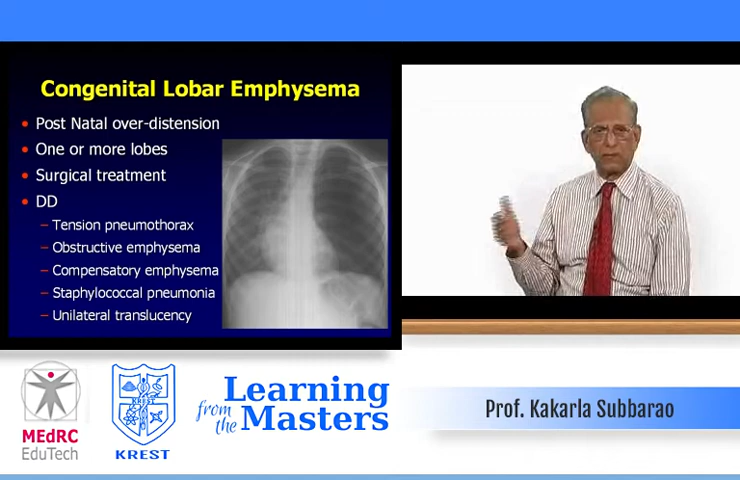 Congenital Lobar Emphysema
• Post Natal over-distension
• One or more lobes
• Surgical treatment
• DD
– Tension pneumothorax
– Obstructive emphysema
– Compensatory emphysema
– Staphylococcal pneumonia
– Unilateral translucency
MEdRC
EduTech
KREST
KREST
Learning
from the
Masters
Prof. Kakarla Subbarao